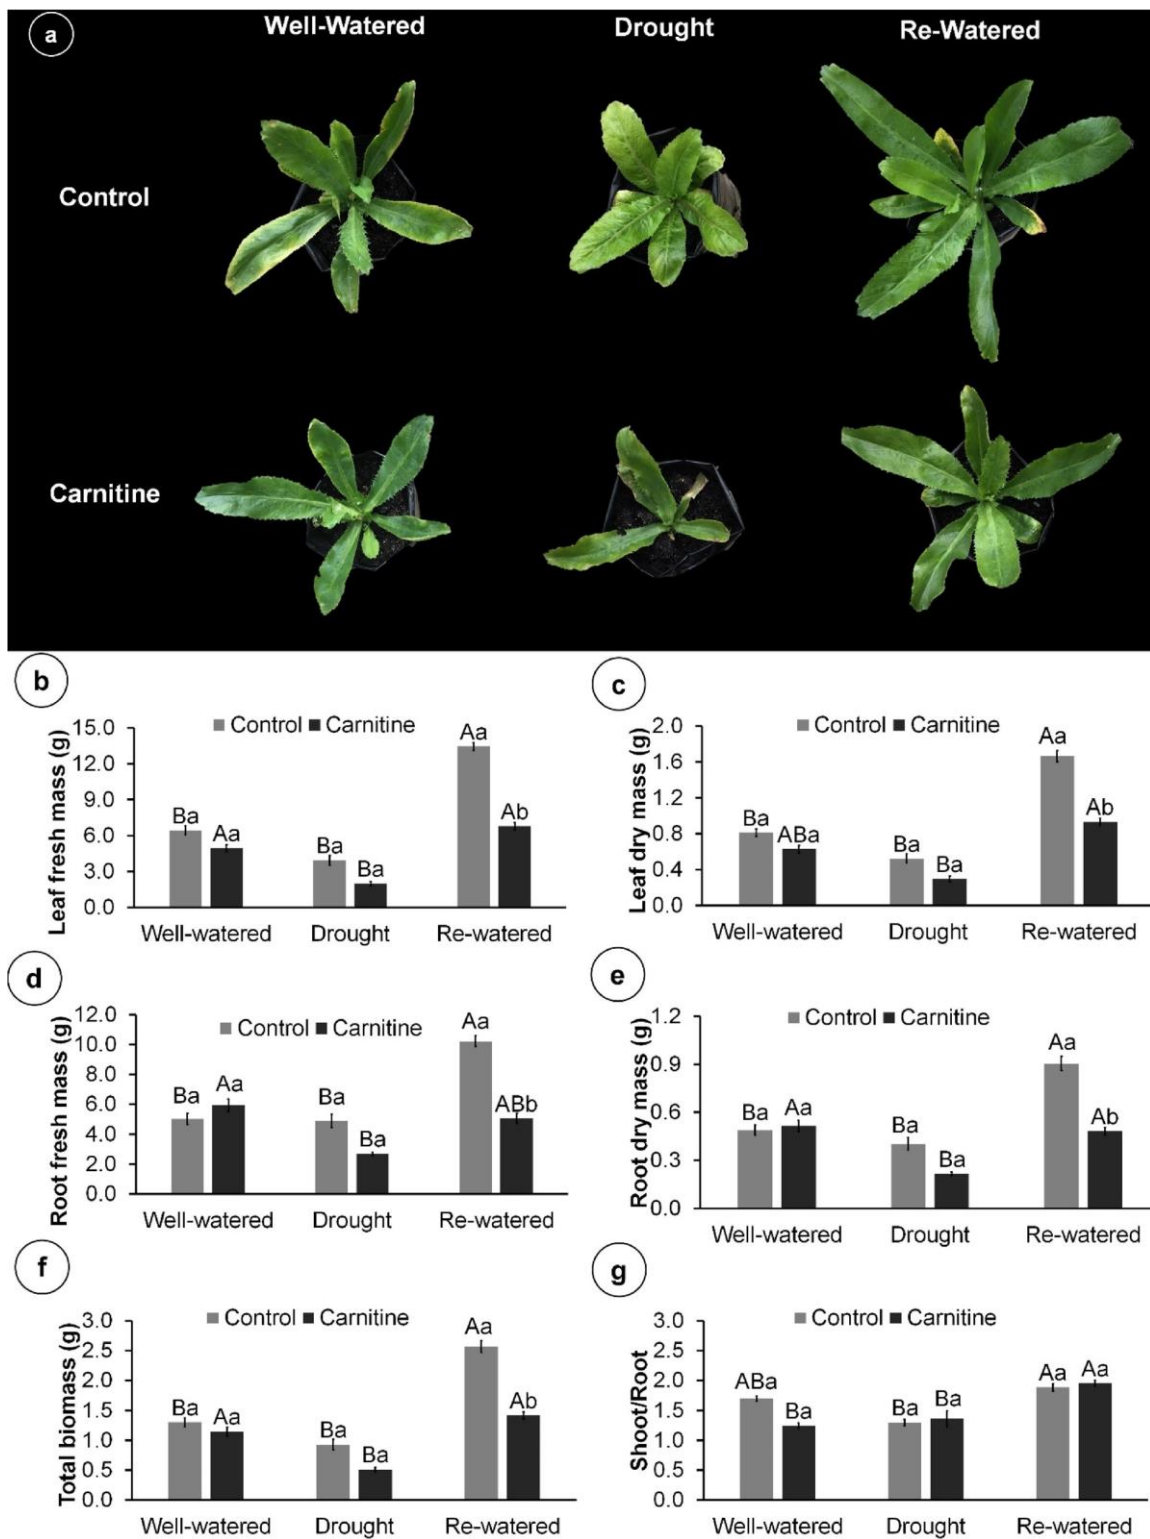 a
Well-Watered Drought Re-Watered
Control
Carnitine
b
Control Carnitine
Leaf fresh mass (g)
15.0
12.0
9.0
6.0
3.0
0.0
Ba Aa Ba Ba Aa Ab
Well-watered Drought Re-watered
c
Control Carnitine
Leaf dry mass (g)
2.0
1.6
1.2
0.8
0.4
0.0
Ba ABa Ba Ba Aa Ab
Well-watered Drought Re-watered
d
Control Carnitine
Root fresh mass (g)
12.0
10.0
8.0
6.0
4.0
2.0
0.0
Ba Aa Ba Ba Aa ABb
Well-watered Drought Re-watered
e
Control Carnitine
Root dry mass (g)
1.2
0.9
0.6
0.3
0.0
Ba Aa Ba Ba Aa Ab
Well-watered Drought Re-watered
f
Control Carnitine
Total biomass (g)
3.0
2.5
2.0
1.5
1.0
0.5
0.0
Ba Aa Ba Ba Aa Ab
Well-watered Drought Re-watered
g
Control Carnitine
Shoot/Root
3.0
2.5
2.0
1.5
1.0
0.5
0.0
ABa Ba Ba Ba Aa Aa
Well-watered Drought Re-watered